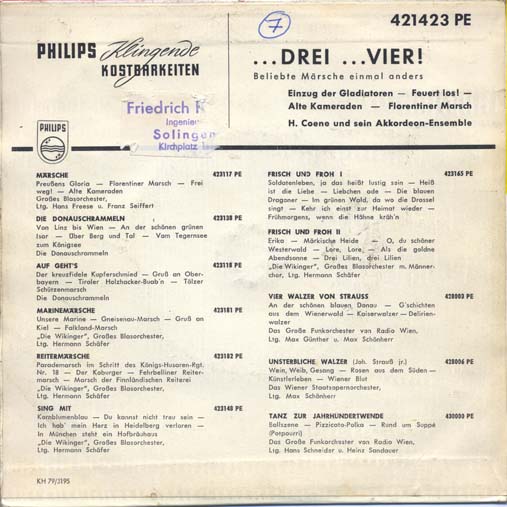 421423 PE
7
PHILIPS Klingende
KOSTBARKEITEN
...DREI ...VIER!
Beliebte Märsche einmal anders
Einzug der Gladiatoren — Feuert los! —
Alte Kameraden — Florentiner Marsch
H. Coene und sein Akkordeon-Ensemble
Friedrich
Ingenieu
Solingen
Kirchplatz
PHILIPS
MÄRSCHE 423117 PE
Preußens Gloria — Florentiner Marsch — Frei
weg! — Alte Kameraden
Großes Blasorchester,
Ltg. Hans Freese u. Franz Seiffert
DIE DONAUSCHRAMMELN 423138 PE
Von Linz bis Wien — An der schönen grünen
Isar — Über Berg und Tal — Vom Tegernsee
zum Königsee
Die Donauschrammeln
AUF GEHT'S 423118 PE
Der kreuzfidele Kupferschmied — Gruß an Ober-
bayern — Tiroler Holzhacker-Buab'n — Tölzer
Schützenmarsch
Die Donauschrammeln
MARINEMÄRSCHE 423181 PE
Unsere Marine — Gneisenau-Marsch — Gruß an
Kiel — Falkland-Marsch
„Die Wikinger", Großes Blasorchester,
Ltg. Hermann Schäfer
REITERMÄRSCHE 423182 PE
Parademarsch im Schritt des Königs-Husaren-Rgt.
Nr. 18 — Der Koburger — Fehrbelliner Reiter-
marsch — Marsch der Finnländischen Reiterei
„Die Wikinger", Großes Blasorchester,
Ltg. Hermann Schäfer
SING MIT 423148 PE
Kornblumenblau — Du kannst nicht treu sein —
Ich hab' mein Herz in Heidelberg verloren —
In München steht ein Hofbräuhaus
„Die Wikinger", Großes Blasorchester,
Ltg. Hermann Schäfer
KH 79/3195
FRISCH UND FROH I 423165 PE
Soldatenleben, ja das heißt lustig sein — Heiß
ist die Liebe — Liebchen ade — Die blauen
Dragoner — Im grünen Wald, da wo die Drossel
singt — Kehr ich einst zur Heimat wieder —
Frühmorgens, wenn die Hähne kräh'n
FRISCH UND FROH II
Erika — Märkische Heide — O, du schöner
Westerwald — Lore, Lore — Als die goldne
Abendsonne — Drei Lilien, drei Lilien
„Die Wikinger", Großes Blasorchester m. Männer-
chor, Ltg. Hermann Schäfer
VIER WALZER VON STRAUSS 428003 PE
An der schönen blauen Donau — G'schichten
aus dem Wienerwald — Kaiserwalzer — Delirien-
walzer
Das Große Funkorchester von Radio Wien,
Ltg. Max Günther u. Max Schönherr
UNSTERBLICHE WALZER (Joh. Strauß jr.) 428006 PE
Wein, Weib, Gesang — Rosen aus dem Süden —
Künstlerleben — Wiener Blut
Das Wiener Staatsopernorchester,
Ltg. Max Schönherr
TANZ ZUR JAHRHUNDERTWENDE 430000 PE
Ballszene — Pizzicato-Polka — Rund um Suppé
(Potpourri)
Das Große Funkorchester von Radio Wien,
Ltg. Hans Schneider u. Heinz Sandauer